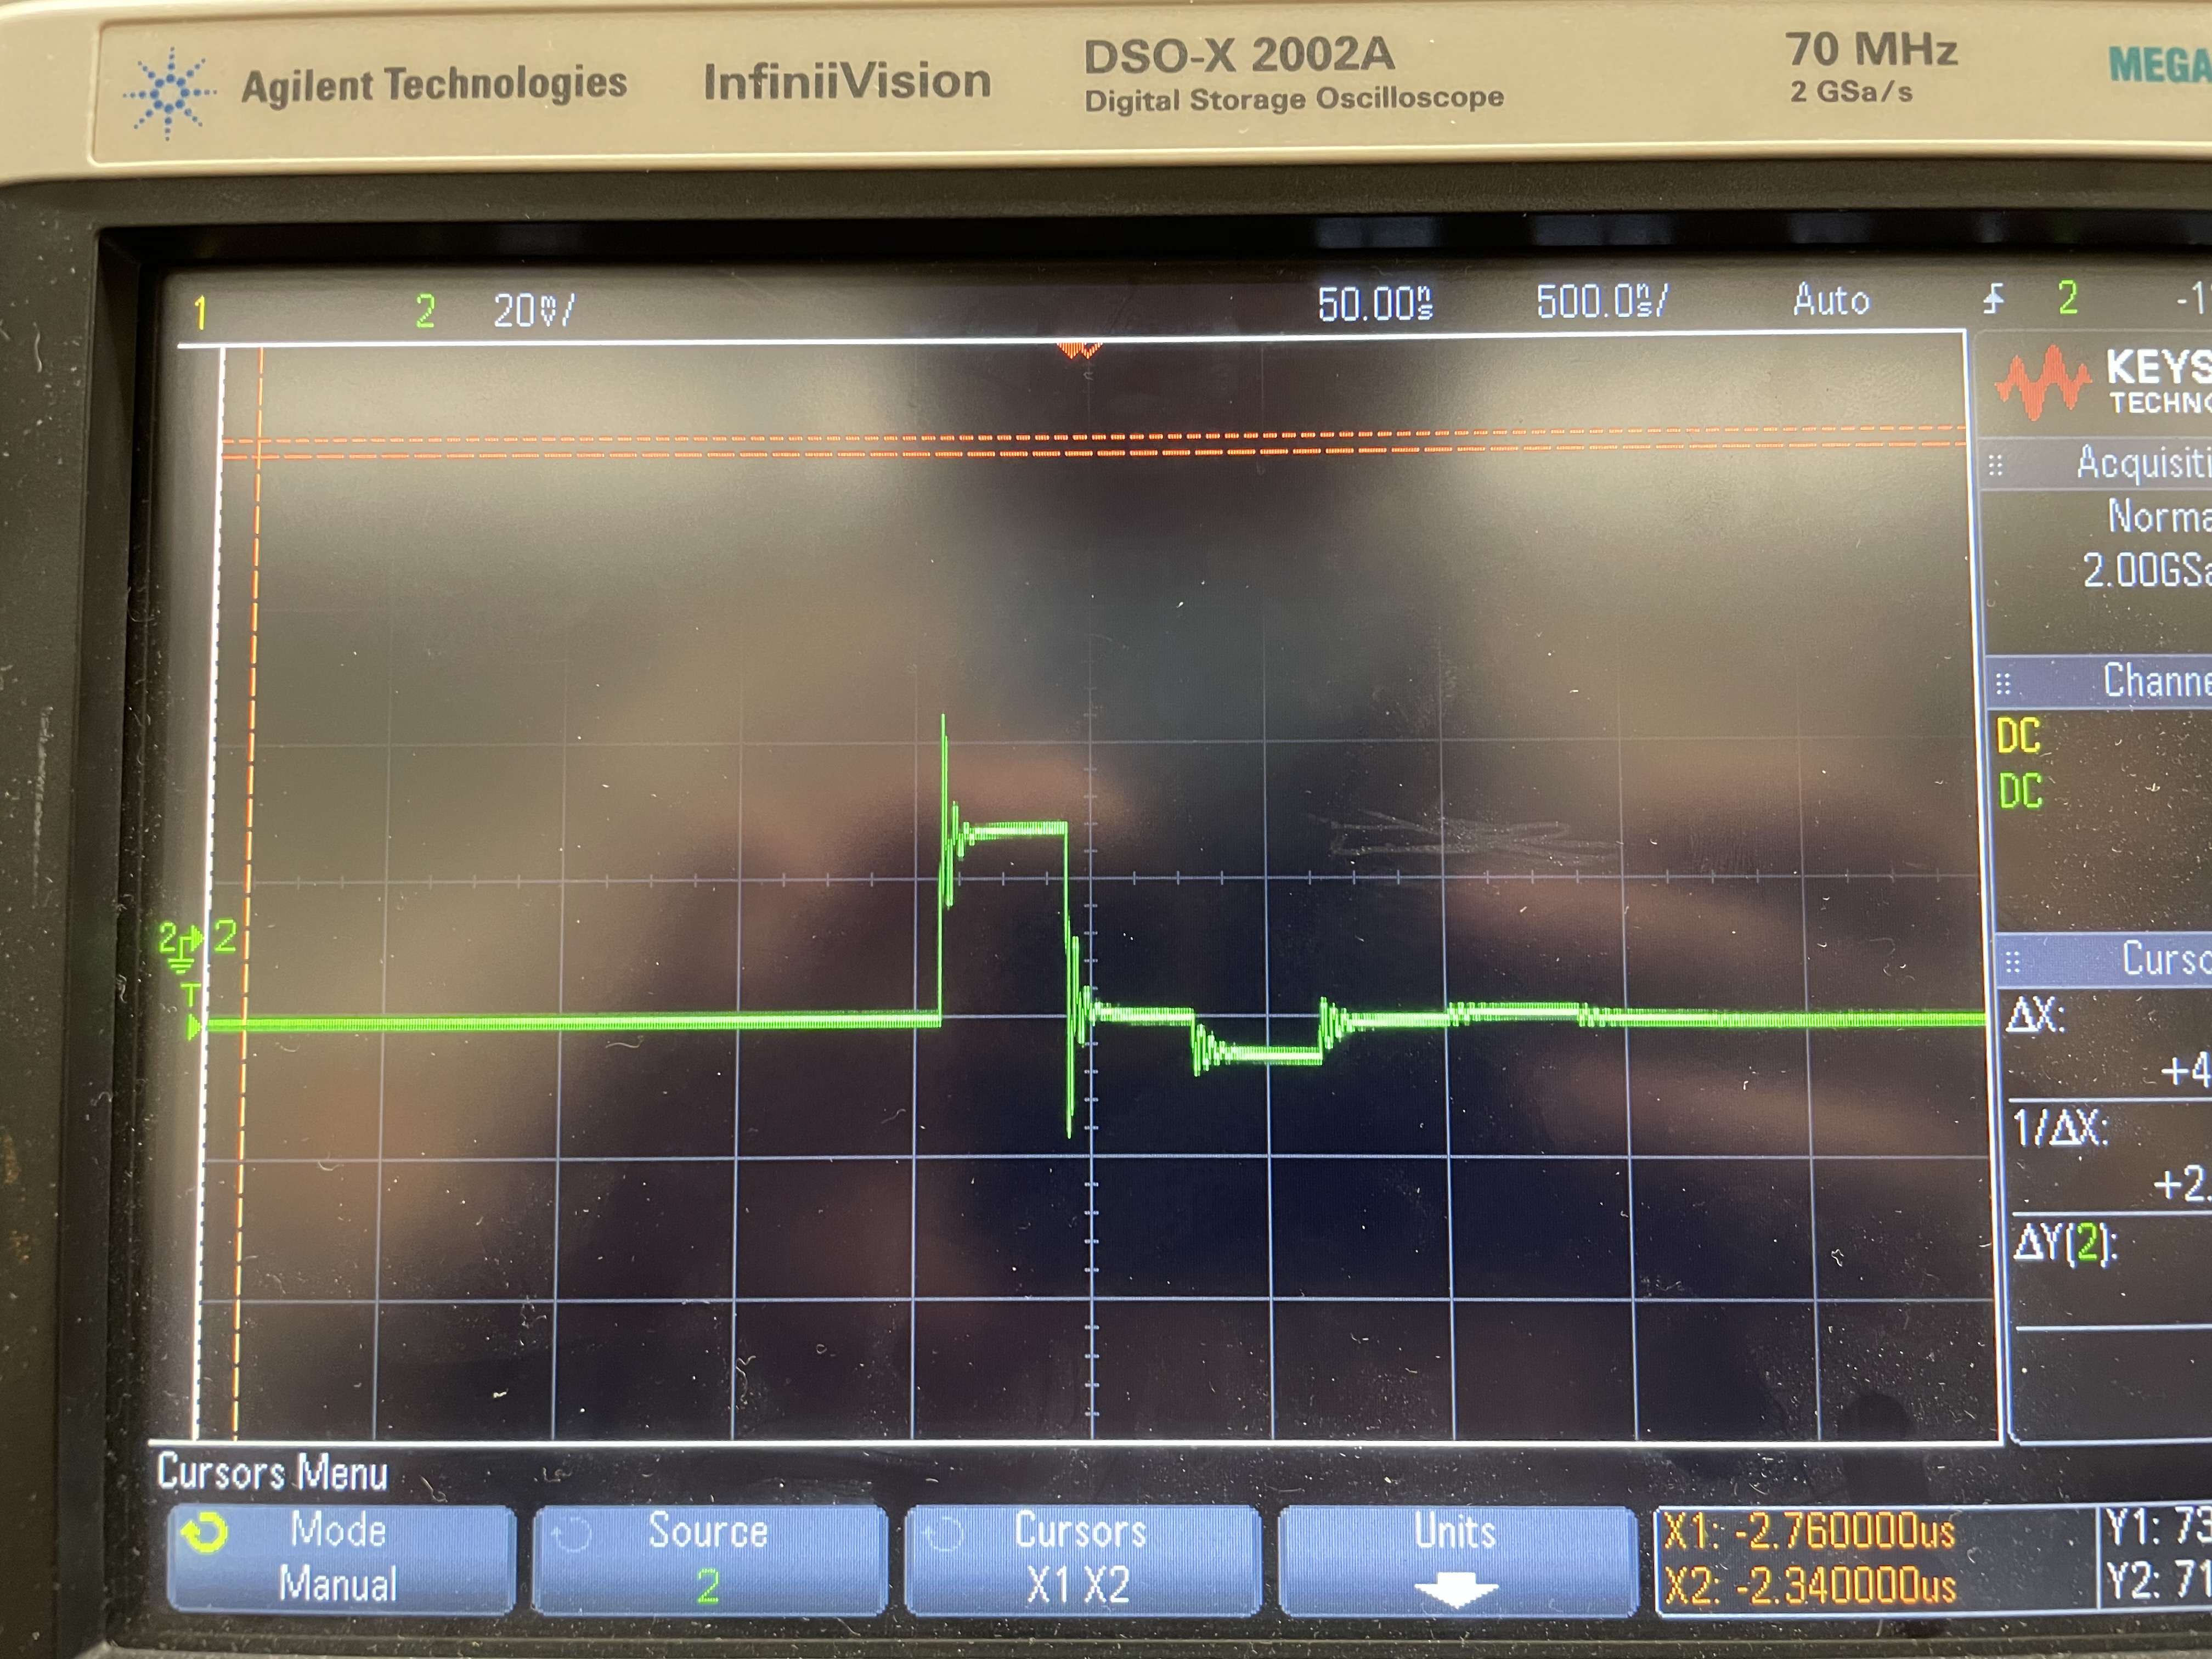 Agilent Technologies InfiniiVision DSO-X 2002A 70 MHz MEGA
Digital Storage Oscilloscope 2 GSa/s
1 2 20mV/ 50.00ns 500.0ns/ Auto 2 -1
KEYS
TECHNO
Acquisiti
Norma
2.00GSa
Channe
DC
DC
2 2
T
Curso
ΔX:
+4
1/ΔX:
+2.
ΔY(2):
Cursors Menu
Mode Source Cursors Units
Manual 2 X1 X2
X1: -2.760000us Y1: 73
X2: -2.340000us Y2: 71